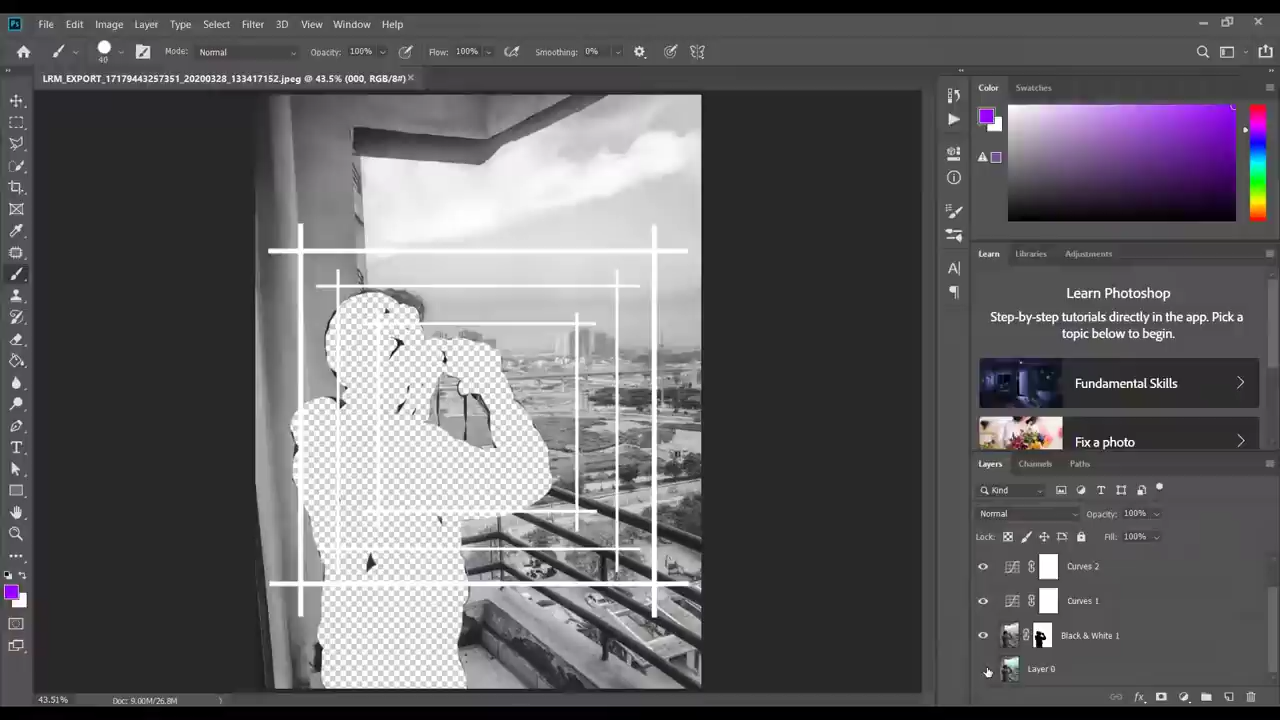 Ps File Edit Image Layer Type Select Filter 3D View Window Help
40 Mode: Normal Opacity: 100% Flow: 100% Smoothing: 0%
LRM_EXPORT_17179443257351_20200328_133417152.jpeg @ 43.5% (000, RGB/8#)
Color Swatches
Learn Libraries Adjustments
Learn Photoshop
Step-by-step tutorials directly in the app. Pick a
topic below to begin.
Fundamental Skills
Fix a photo
Layers Channels Paths
Kind
Normal Opacity: 100%
Lock: Fill: 100%
Curves 2
Curves 1
Black & White 1
Layer 0
43.51% Doc: 9.00M/26.8M